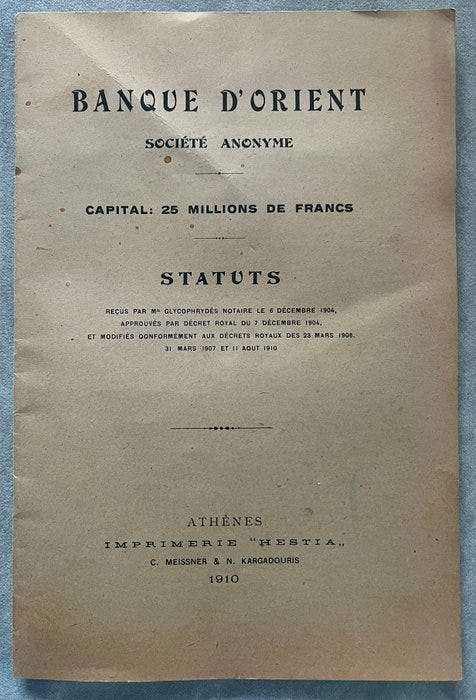 BANQUE D'ORIENT
SOCIÉTÉ ANONYME
CAPITAL: 25 MILLIONS DE FRANCS
STATUTS
REÇUS PAR Me GLYCOPHRYDÈS NOTAIRE LE 6 DÉCEMBRE 1904,
APPROUVÉS PAR DÉCRET ROYAL DU 7 DÉCEMBRE 1904,
ET MODIFIÉS CONFORMÉMENT AUX DÉCRETS ROYAUX DES 23 MARS 1906,
31 MARS 1907 ET 11 AOUT 1910
ATHÈNES
IMPRIMERIE "HESTIA„
C. MEISSNER & N. KARGADOURIS
1910